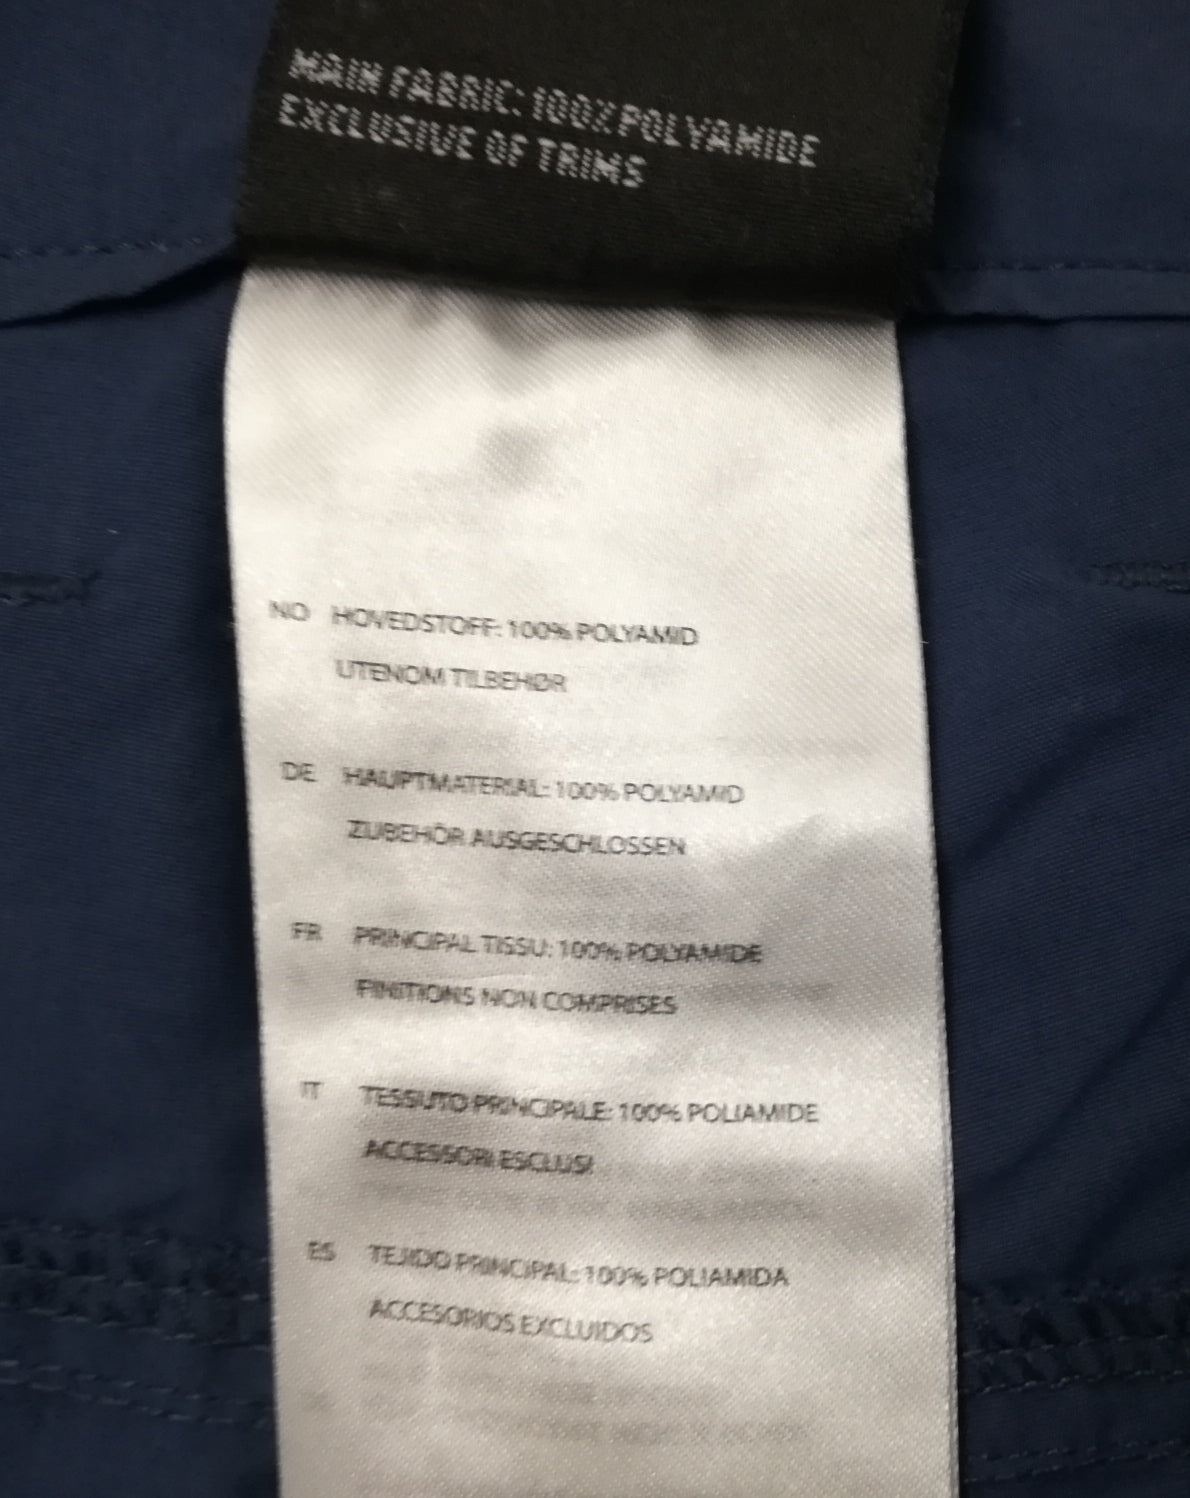 MAIN FABRIC: 100% POLYAMIDE
EXCLUSIVE OF TRIMS
NO HOVEDSTOFF: 100% POLYAMID
UTENOM TILBEHØR
DE HAUPTMATERIAL: 100% POLYAMID
ZUBEHÖR AUSGESCHLOSSEN
FR PRINCIPAL TISSU: 100% POLYAMIDE
FINITIONS NON COMPRISES
IT TESSUTO PRINCIPALE: 100% POLIAMIDE
ACCESSORI ESCLUSI
ES TEJIDO PRINCIPAL: 100% POLIAMIDA
ACCESORIOS EXCLUIDOS